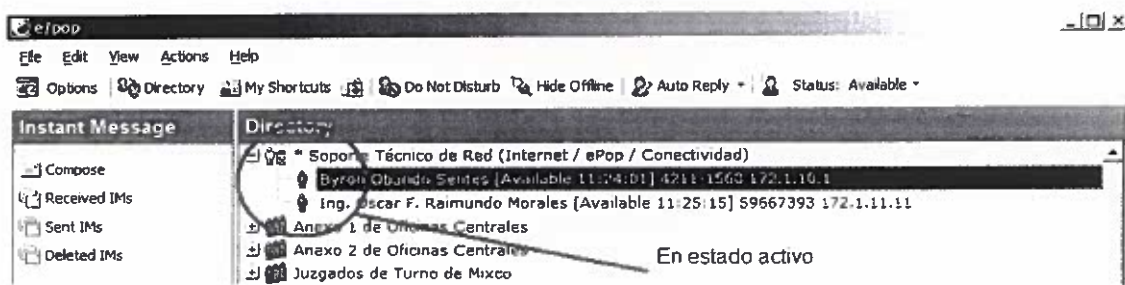 e/pop
File Edit View Actions Help
Options Directory My Shortcuts Do Not Disturb Hide Offline Auto Reply Status: Available
Instant Message Directory
* Soporte Técnico de Red (Internet / ePop / Conectividad)
Compose
Byron Obando [Available 11:24:01] 4211-1560 172.1.10.1
Received IMs
Ing. Oscar F. Raimundo Morales [Available 11:25:15] 59667393 172.1.11.11
Sent IMs
Anexo 1 de Oficinas Centrales
Deleted IMs
Anexo 2 de Oficinas Centrales
En estado activo
Juzgados de Turno de Mixco